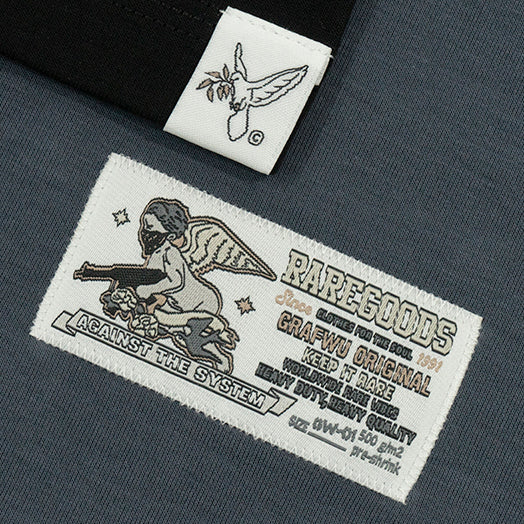 ©
RAREGOODS
Since CLOTHES FOR THE SOUL 1991
GRAFWU ORIGINAL
KEEP IT RARE
WORLDWIDE RARE VIBES
HEAVY DUTY, HEAVY QUALITY
SIZE GW-01 500 g/m2
pre-shrink
AGAINST THE SYSTEM